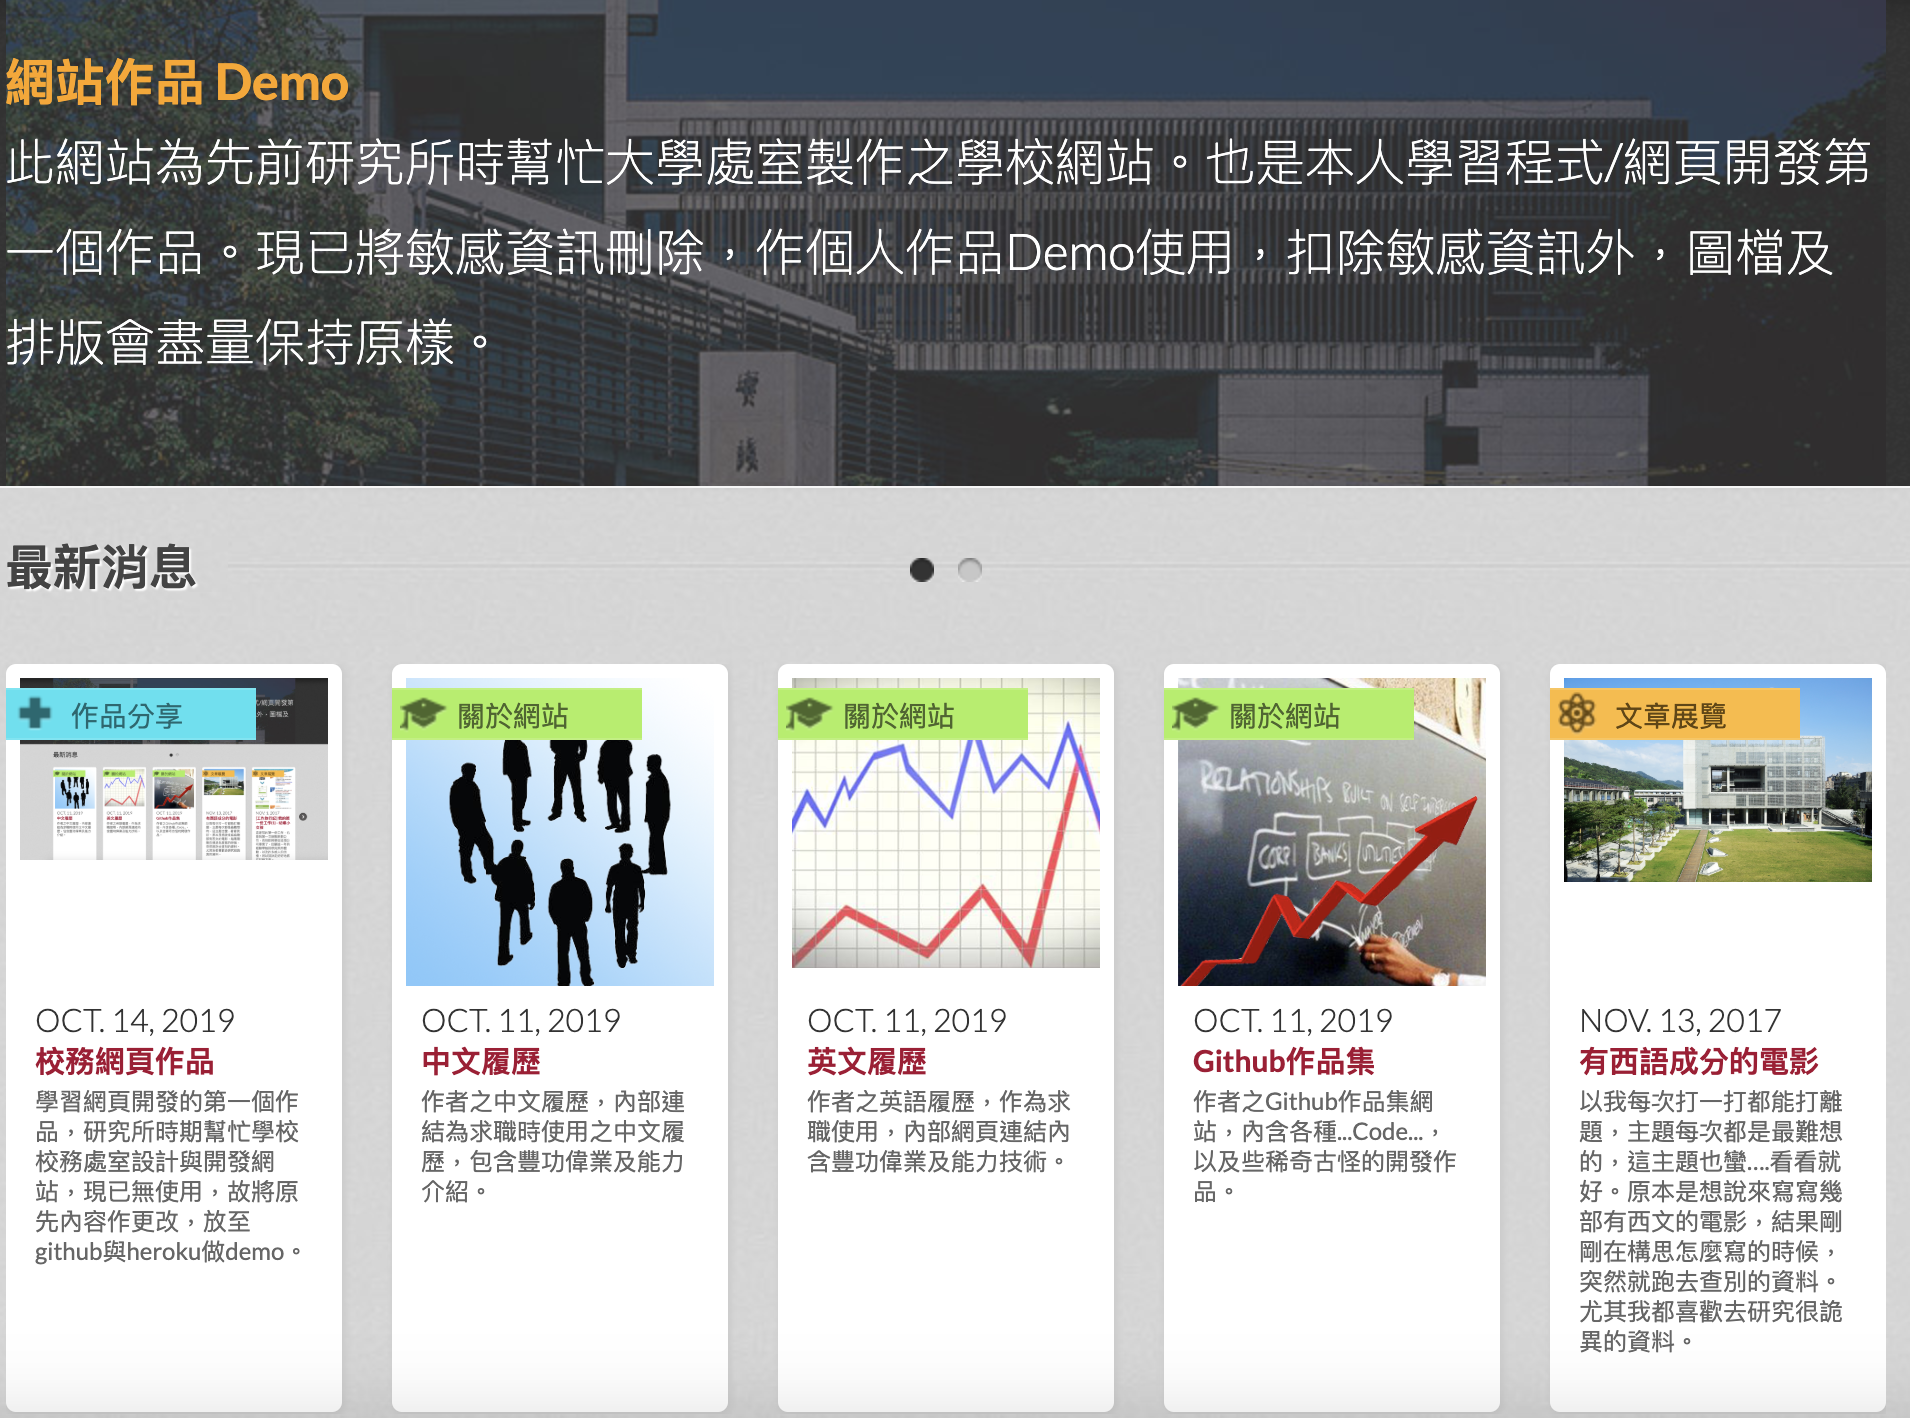 網站作品 Demo
此網站為先前研究所時幫忙大學處室製作之學校網站。也是本人學習程式/網頁開發第
一個作品。現已將敏感資訊刪除，作個人作品Demo使用，扣除敏感資訊外，圖檔及
排版會盡量保持原樣。
最新消息
作品分享
最新消息
OCT. 14, 2019
校務網頁作品
學習網頁開發的第一個作
品，研究所時期幫忙學校
校務處室設計與開發網
站，現已無使用，故將原
先內容作更改，放至
github與heroku做demo。
關於網站
OCT. 11, 2019
中文履歷
作者之中文履歷，內部連
結為求職時使用之中文履
歷，包含豐功偉業及能力
介紹。
關於網站
OCT. 11, 2019
英文履歷
作者之英語履歷，作為求
職使用，內部網頁連結內
含豐功偉業及能力技術。
關於網站
RELATIONSHIPS BUILT ON SELF
CORP BANKS
OCT. 11, 2019
Github作品集
作者之Github作品集網
站，內含各種...Code...，
以及些稀奇古怪的開發作
品。
文章展覽
NOV. 13, 2017
有西語成分的電影
以我每次打一打都能打離
題，主題每次都是最難想
的，這主題也蠻....看看就
好。原本是想說來寫寫幾
部有西文的電影，結果剛
剛在構思怎麼寫的時候，
突然就跑去查別的資料。
尤其我都喜歡去研究很詭
異的資料。